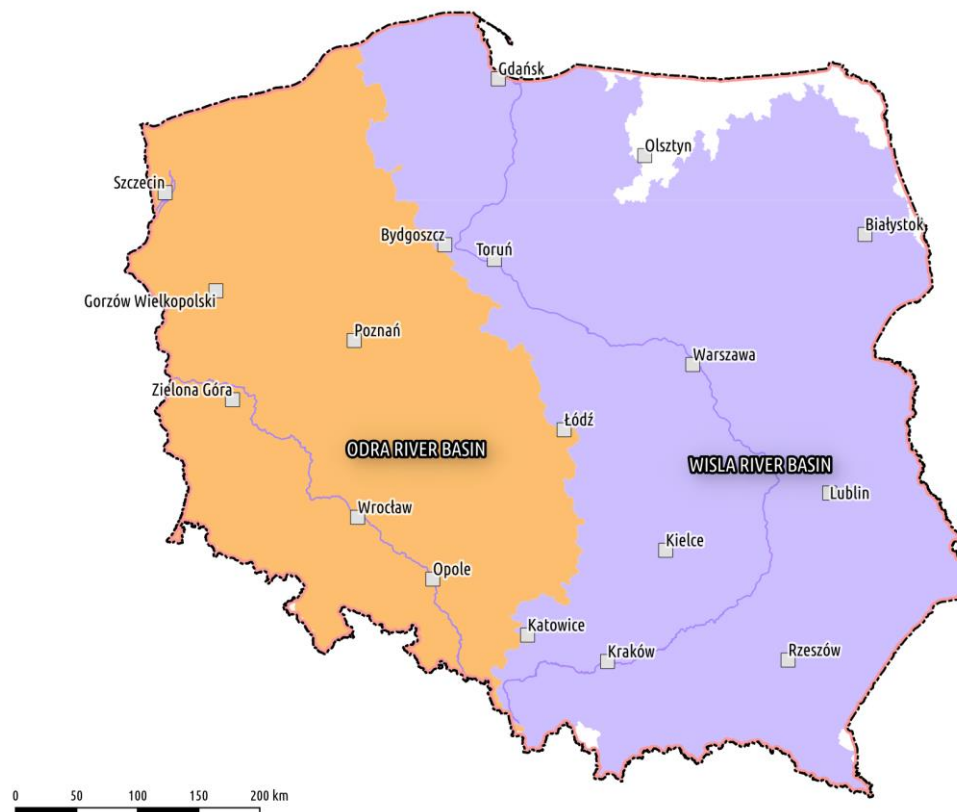 Gdańsk
Olsztyn
Szczecin
Białystok
Bydgoszcz
Toruń
Gorzów Wielkopolski
Poznań
Warszawa
Zielona Góra
Łódź
ODRA RIVER BASIN
WISLA RIVER BASIN
Lublin
Wrocław
Kielce
Opole
Katowice
Kraków
Rzeszów
0 50 100 150 200 km